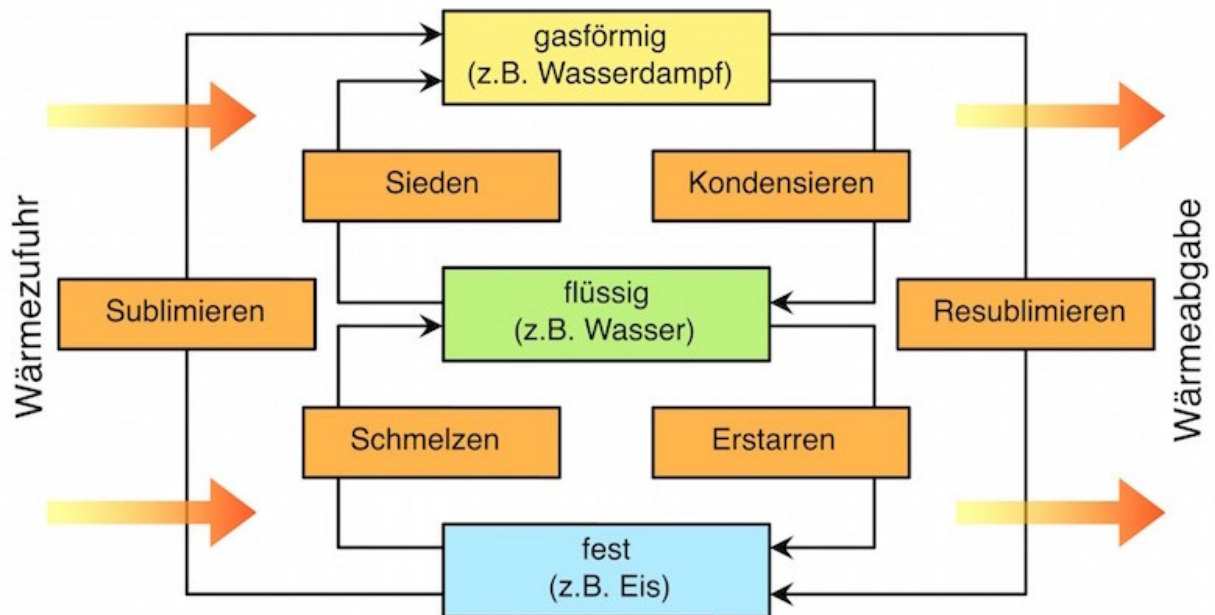 gasförmig
(z.B. Wasserdampf)
Sieden
Kondensieren
Wärmezufuhr
Sublimieren
flüssig
(z.B. Wasser)
Resublimieren
Wärmeabgabe
Schmelzen
Erstarren
fest
(z.B. Eis)